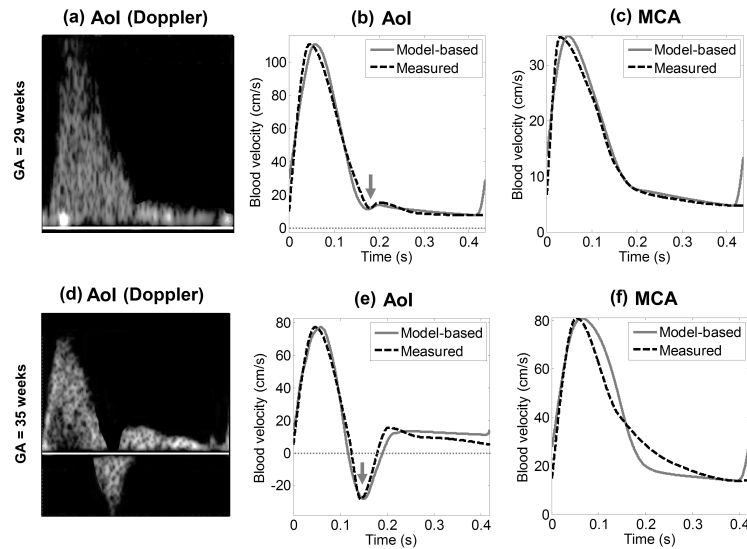 (a) AoI (Doppler)
(b) AoI
(c) MCA
GA = 29 weeks
Blood velocity (cm/s)
100
80
60
40
20
0
Model-based
Measured
0 0.1 0.2 0.3 0.4
Time (s)
Blood velocity (cm/s)
30
20
10
0
Model-based
Measured
0 0.1 0.2 0.3 0.4
Time (s)
(d) AoI (Doppler)
(e) AoI
(f) MCA
GA = 35 weeks
Blood velocity (cm/s)
80
60
40
20
0
-20
Model-based
Measured
0 0.1 0.2 0.3 0.4
Time (s)
Blood velocity (cm/s)
80
60
40
20
0
Model-based
Measured
0 0.1 0.2 0.3 0.4
Time (s)